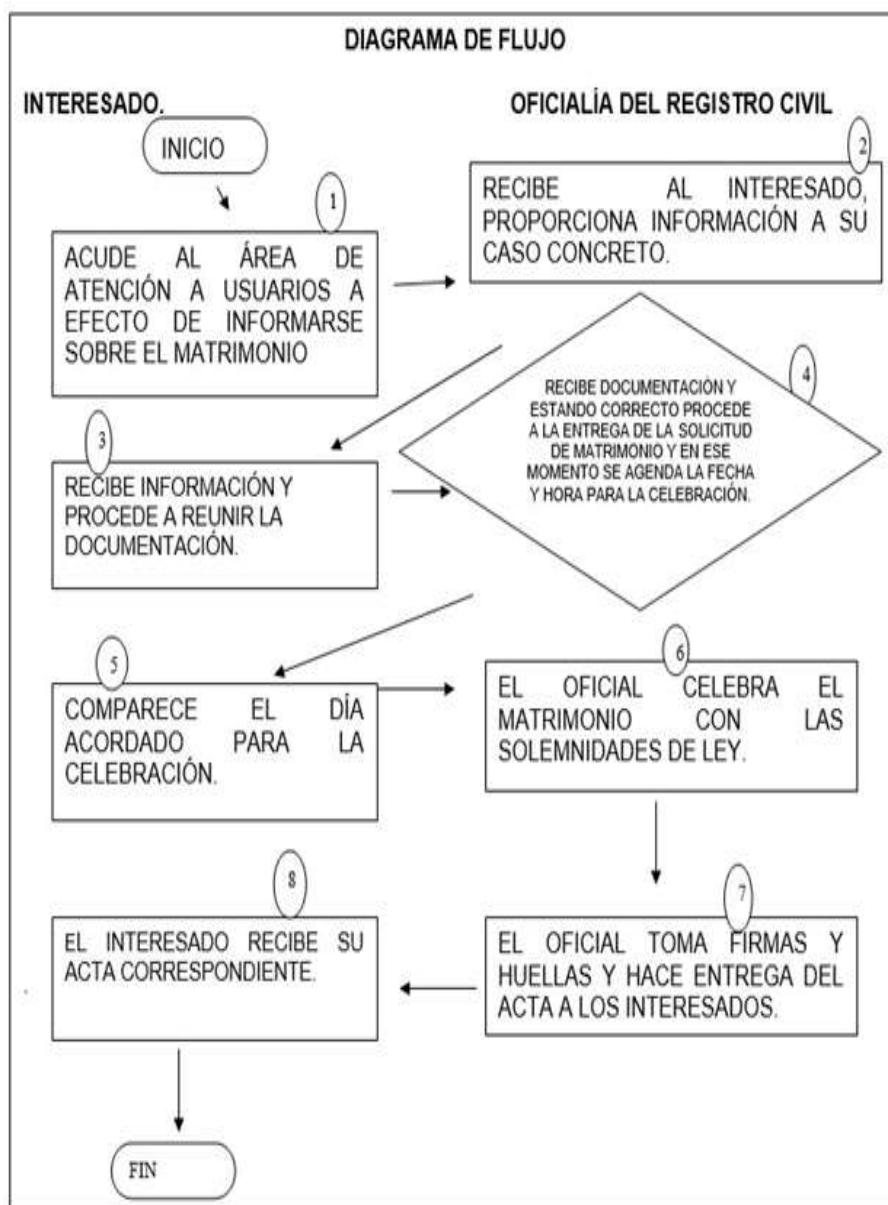 DIAGRAMA DE FLUJO
INTERESADO.
OFICIALÍA DEL REGISTRO CIVIL
INICIO
1
ACUDE AL ÁREA DE
ATENCIÓN A USUARIOS A
EFECTO DE INFORMARSE
SOBRE EL MATRIMONIO
2
RECIBE AL INTERESADO,
PROPORCIONA INFORMACIÓN A SU
CASO CONCRETO.
3
RECIBE INFORMACIÓN Y
PROCEDE A REUNIR LA
DOCUMENTACIÓN.
4
RECIBE DOCUMENTACIÓN Y
ESTANDO CORRECTO PROCEDE
A LA ENTREGA DE LA SOLICITUD
DE MATRIMONIO Y EN ESE
MOMENTO SE AGENDA LA FECHA
Y HORA PARA LA CELEBRACIÓN.
5
COMPARECE EL DÍA
ACORDADO PARA LA
CELEBRACIÓN.
6
EL OFICIAL CELEBRA EL
MATRIMONIO CON LAS
SOLEMNIDADES DE LEY.
7
EL OFICIAL TOMA FIRMAS Y
HUELLAS Y HACE ENTREGA DEL
ACTA A LOS INTERESADOS.
8
EL INTERESADO RECIBE SU
ACTA CORRESPONDIENTE.
FIN